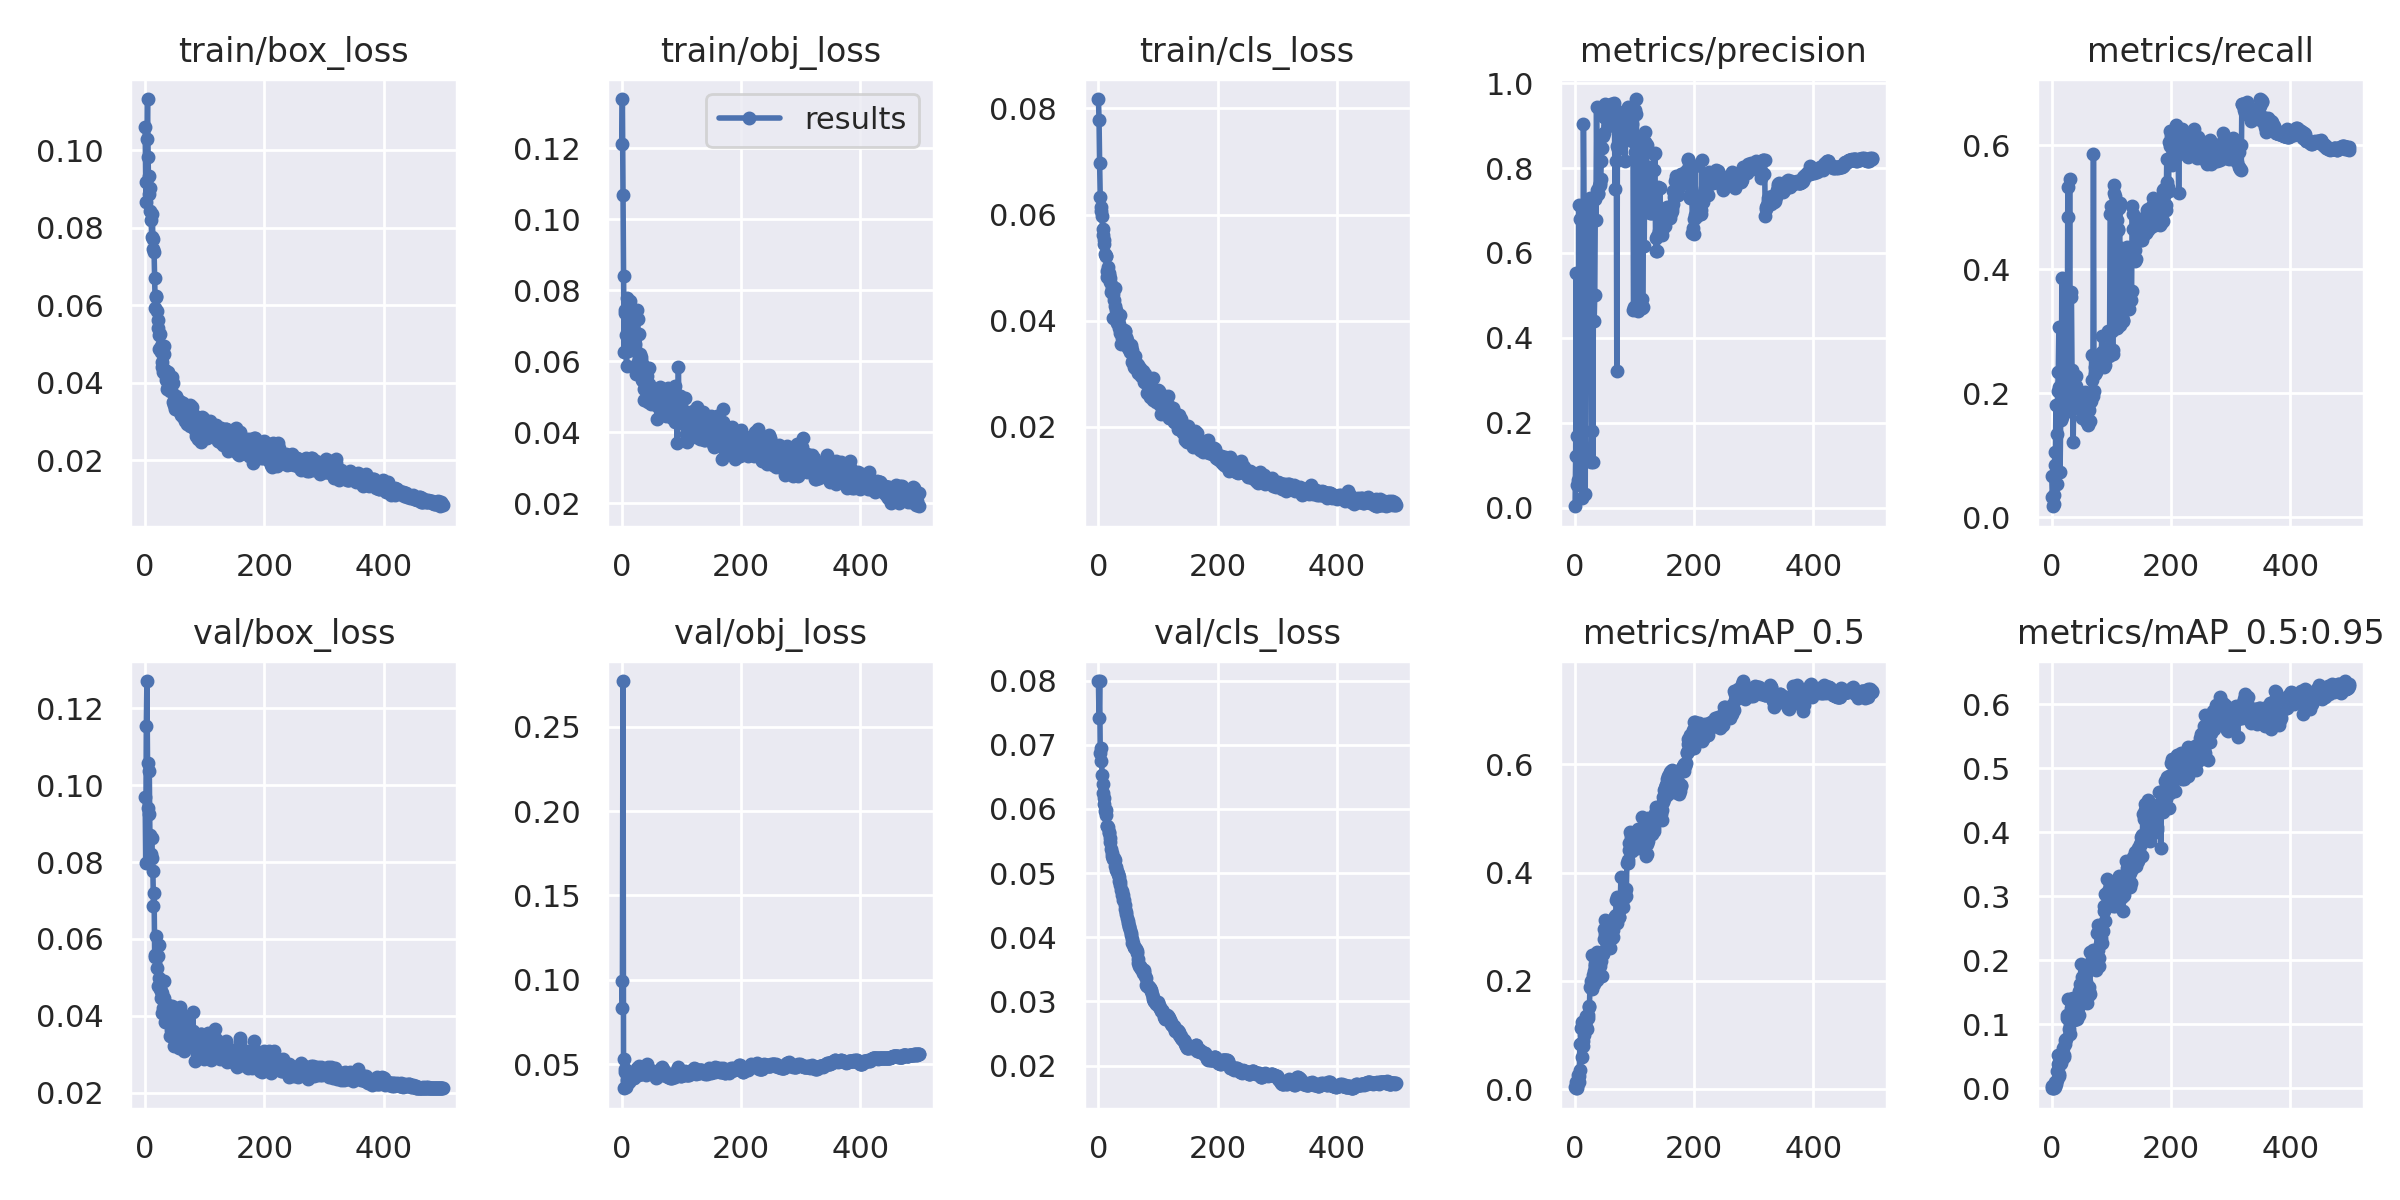 train/box_loss
0.10
0.08
0.06
0.04
0.02
0 200 400
train/obj_loss
results
0.12
0.10
0.08
0.06
0.04
0.02
0 200 400
train/cls_loss
0.08
0.06
0.04
0.02
0 200 400
metrics/precision
1.0
0.8
0.6
0.4
0.2
0.0
0 200 400
metrics/recall
0.6
0.4
0.2
0.0
0 200 400
val/box_loss
0.12
0.10
0.08
0.06
0.04
0.02
0 200 400
val/obj_loss
0.25
0.20
0.15
0.10
0.05
0 200 400
val/cls_loss
0.08
0.07
0.06
0.05
0.04
0.03
0.02
0 200 400
metrics/mAP_0.5
0.6
0.4
0.2
0.0
0 200 400
metrics/mAP_0.5:0.95
0.6
0.5
0.4
0.3
0.2
0.1
0.0
0 200 400